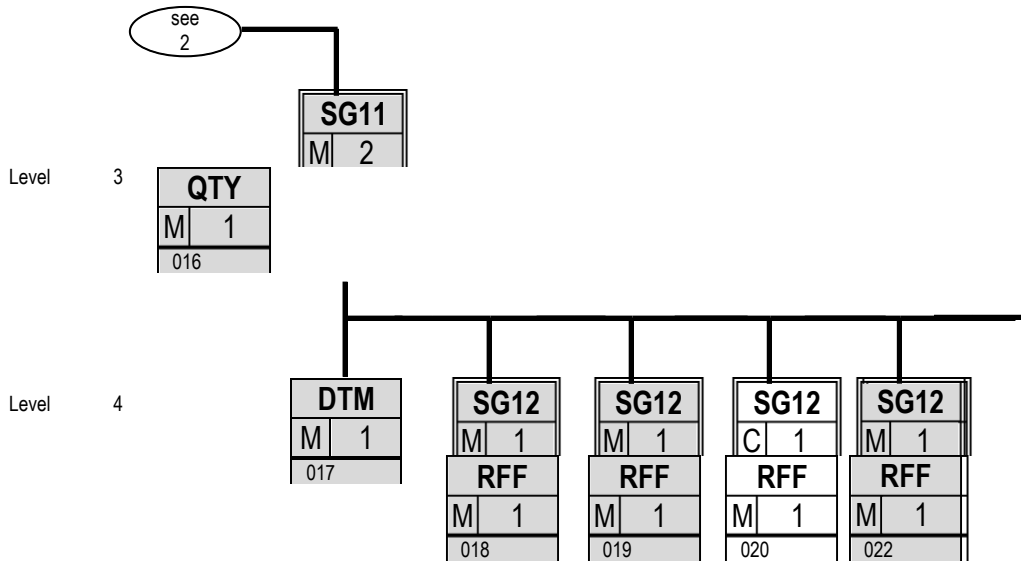 see
2
SG11
M 2
Level 3
QTY
M 1
016
Level 4
DTM
M 1
017
SG12
M 1
RFF
M 1
018
SG12
M 1
RFF
M 1
019
SG12
C 1
RFF
M 1
020
SG12
M 1
RFF
M 1
022